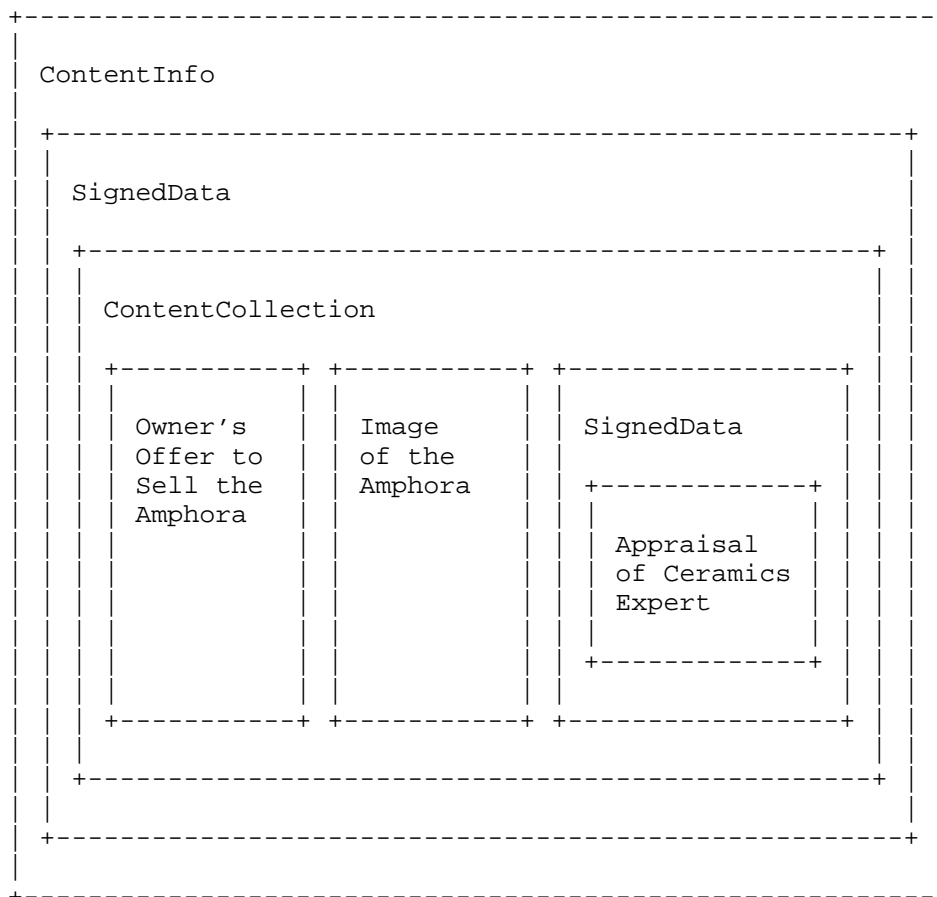 ContentInfo
SignedData
ContentCollection
Owner's
Offer to
Sell the
Amphora
Image
of the
Amphora
SignedData
Appraisal
of Ceramics
Expert